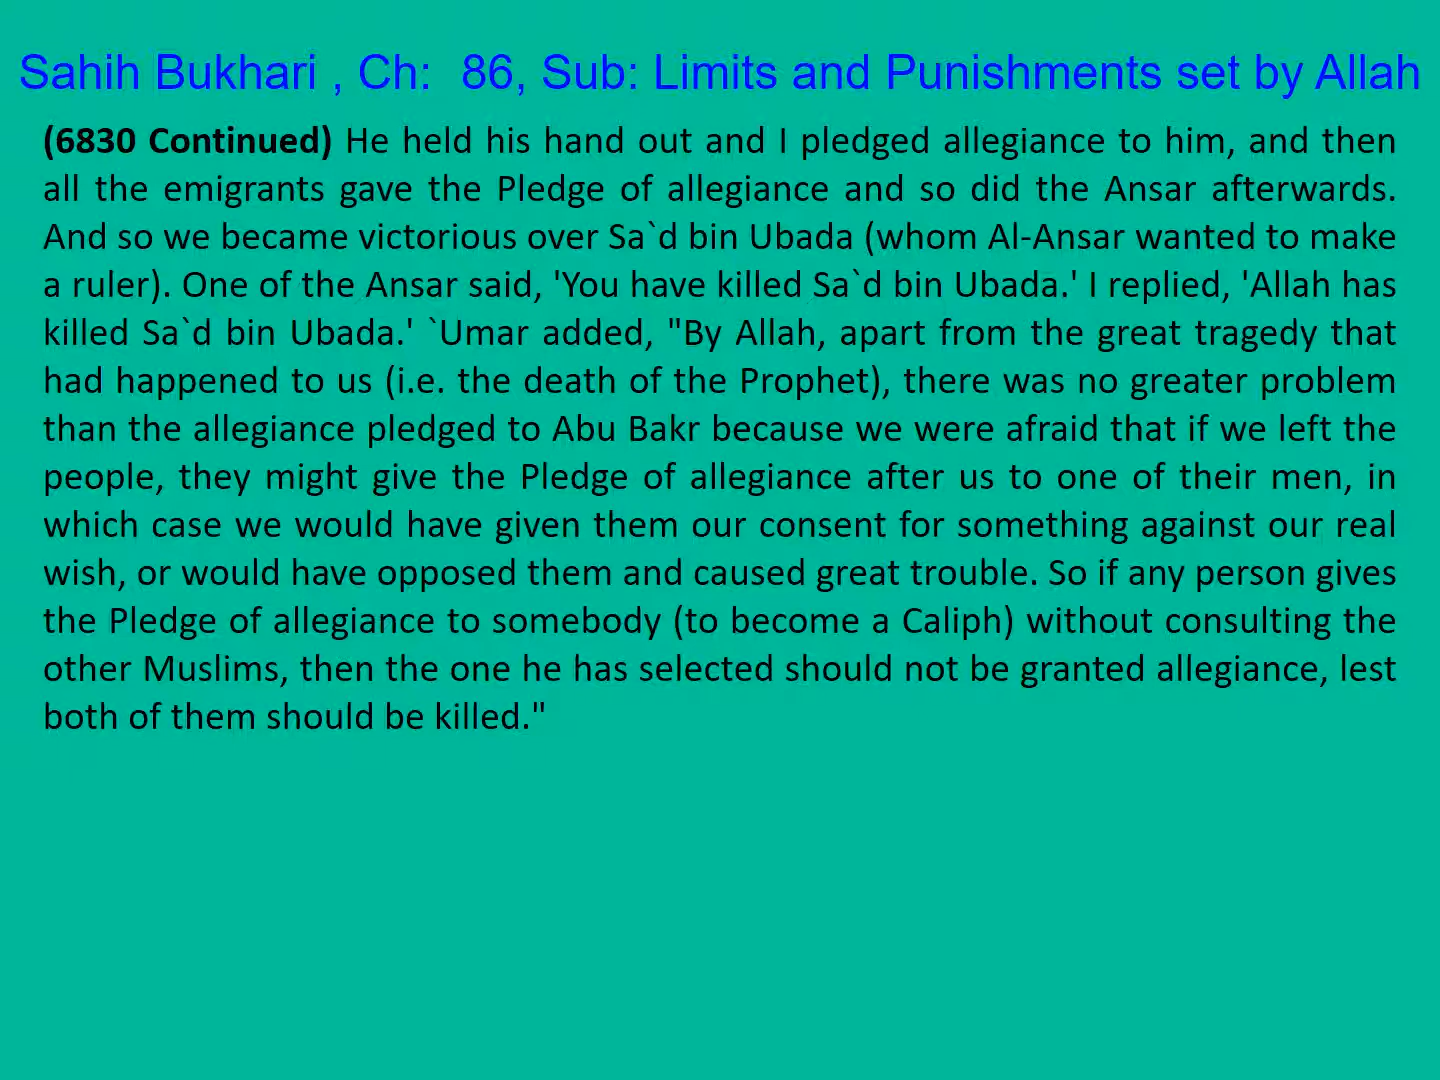 Sahih Bukhari , Ch:  86, Sub: Limits and Punishments set by Allah
(6830 Continued) He held his hand out and I pledged allegiance to him, and then
all the emigrants gave the Pledge of allegiance and so did the Ansar afterwards.
And so we became victorious over Sa`d bin Ubada (whom Al-Ansar wanted to make
a ruler). One of the Ansar said, 'You have killed Sa`d bin Ubada.' I replied, 'Allah has
killed Sa`d bin Ubada.' `Umar added, "By Allah, apart from the great tragedy that
had happened to us (i.e. the death of the Prophet), there was no greater problem
than the allegiance pledged to Abu Bakr because we were afraid that if we left the
people, they might give the Pledge of allegiance after us to one of their men, in
which case we would have given them our consent for something against our real
wish, or would have opposed them and caused great trouble. So if any person gives
the Pledge of allegiance to somebody (to become a Caliph) without consulting the
other Muslims, then the one he has selected should not be granted allegiance, lest
both of them should be killed."